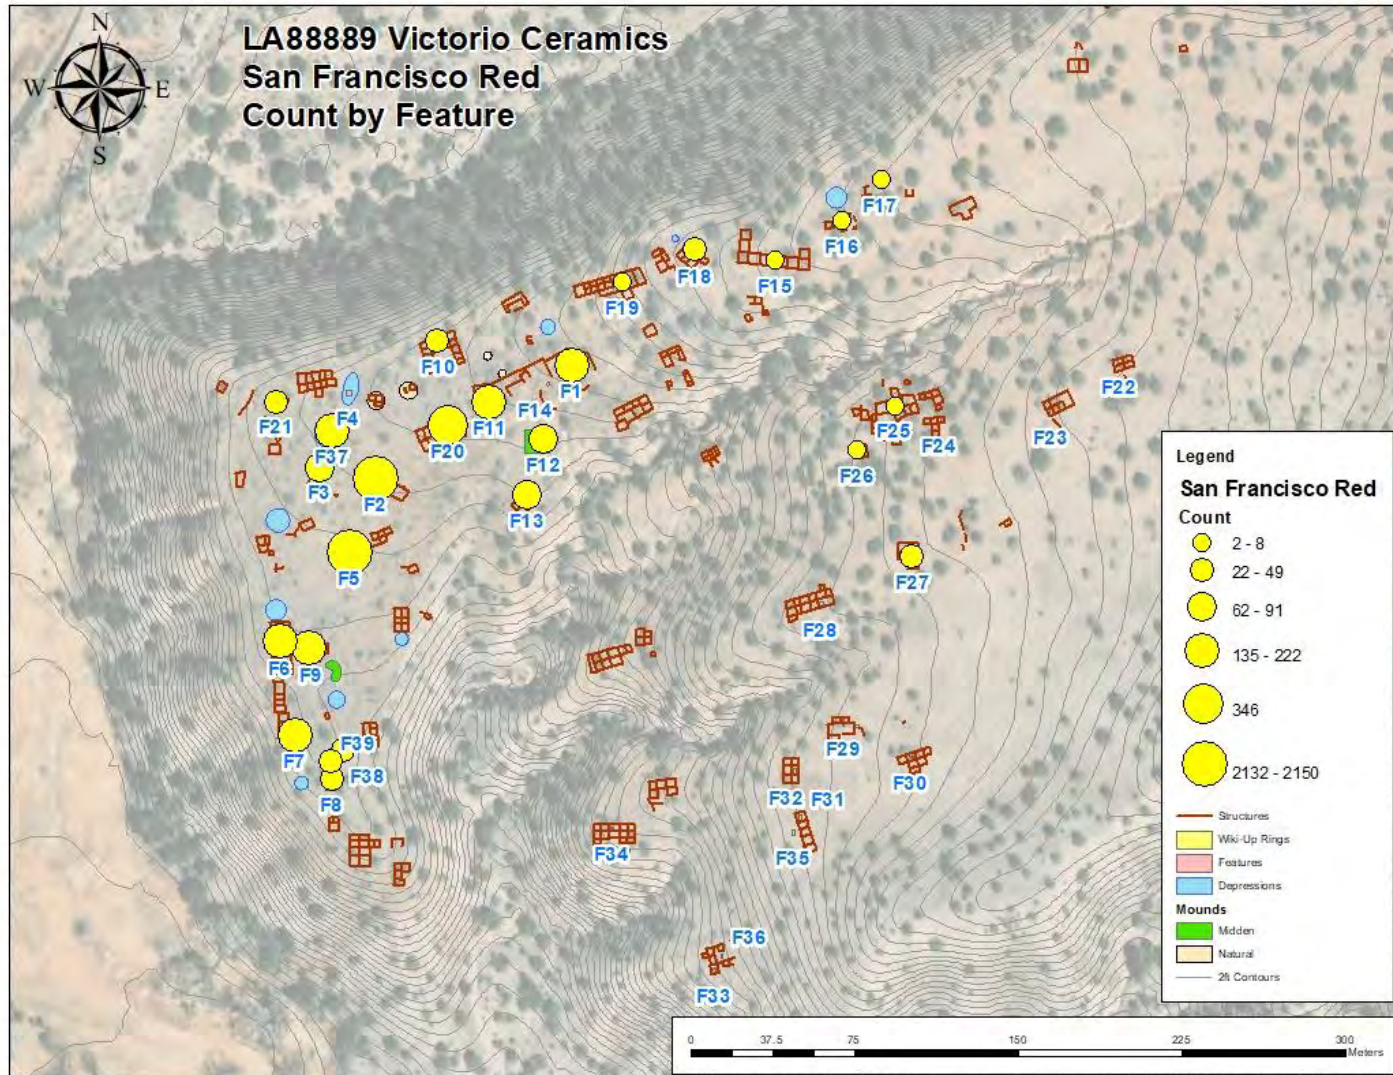 N
W E
S
LA88889 Victorio Ceramics
San Francisco Red
Count by Feature
F17
F16
F18
F15
F19
F10
F1
F22
F4
F21
F14
F11
F25
F24
F23
F37
F20
F12
F26
F3
F2
F13
F5
F27
F28
F6
F9
F39
F29
F7
F38
F30
F8
F32 F31
F34
F35
F36
F33
Legend
San Francisco Red
Count
2 - 8
22 - 49
62 - 91
135 - 222
346
2132 - 2150
Structures
Wiki-Up Rings
Features
Depressions
Mounds
Midden
Natural
2ft Contours
0 37.5 75 150 225 300
Meters